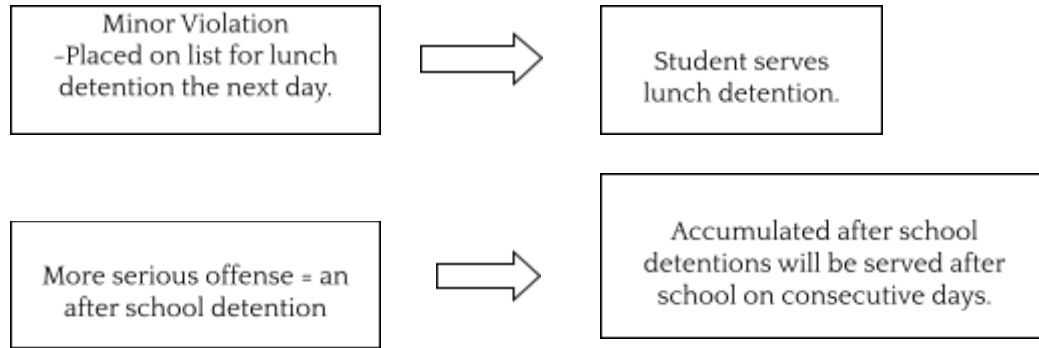 Minor Violation
-Placed on list for lunch
detention the next day.
Student serves
lunch detention.
More serious offense = an
after school detention
Accumulated after school
detentions will be served after
school on consecutive days.